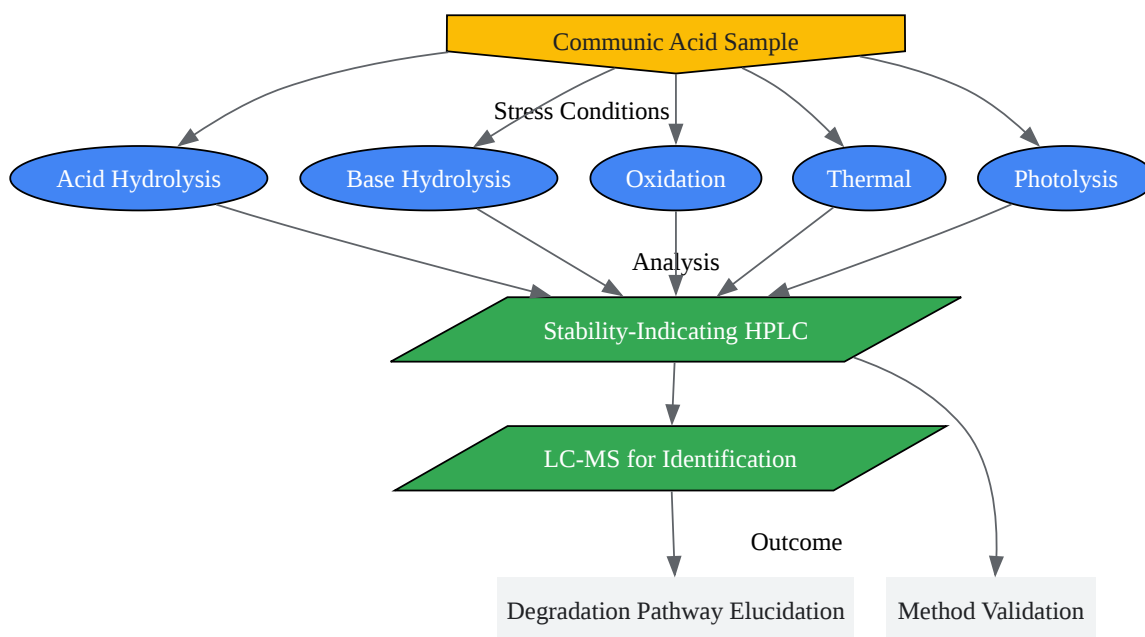 Communic Acid Sample
Stress Conditions
Acid Hydrolysis
Base Hydrolysis
Oxidation
Thermal
Photolysis
Analysis
Stability-Indicating HPLC
LC-MS for Identification
Outcome
Degradation Pathway Elucidation
Method Validation